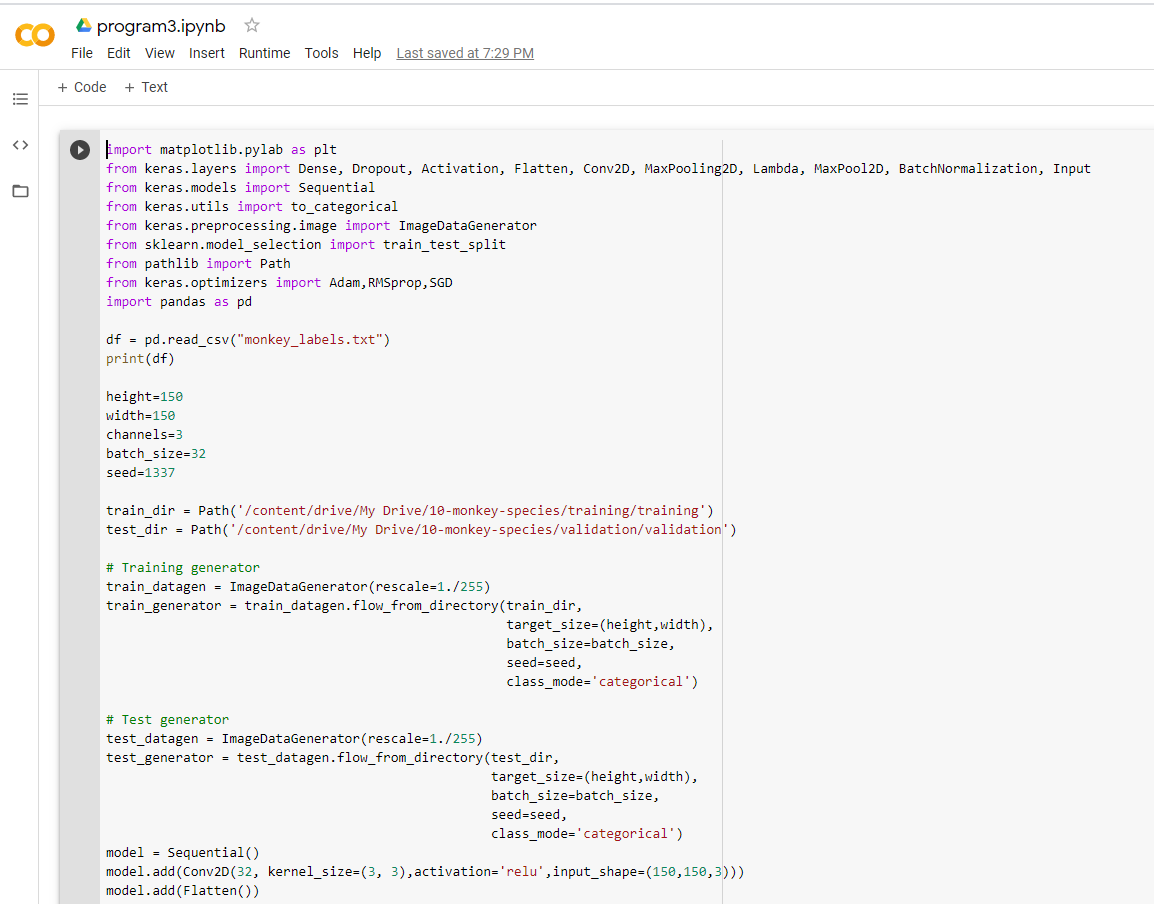 program3.ipynb
File Edit View Insert Runtime Tools Help Last saved at 7:29 PM
+ Code + Text
import matplotlib.pylab as plt
from keras.layers import Dense, Dropout, Activation, Flatten, Conv2D, MaxPooling2D, Lambda, MaxPool2D, BatchNormalization, Input
from keras.models import Sequential
from keras.utils import to_categorical
from keras.preprocessing.image import ImageDataGenerator
from sklearn.model_selection import train_test_split
from pathlib import Path
from keras.optimizers import Adam,RMSprop,SGD
import pandas as pd

df = pd.read_csv("monkey_labels.txt")
print(df)

height=150
width=150
channels=3
batch_size=32
seed=1337

train_dir = Path('/content/drive/My Drive/10-monkey-species/training/training')
test_dir = Path('/content/drive/My Drive/10-monkey-species/validation/validation')

# Training generator
train_datagen = ImageDataGenerator(rescale=1./255)
train_generator = train_datagen.flow_from_directory(train_dir,
                                                    target_size=(height,width),
                                                    batch_size=batch_size,
                                                    seed=seed,
                                                    class_mode='categorical')

# Test generator
test_datagen = ImageDataGenerator(rescale=1./255)
test_generator = test_datagen.flow_from_directory(test_dir,
                                                  target_size=(height,width),
                                                  batch_size=batch_size,
                                                  seed=seed,
                                                  class_mode='categorical')
model = Sequential()
model.add(Conv2D(32, kernel_size=(3, 3),activation='relu',input_shape=(150,150,3)))
model.add(Flatten())